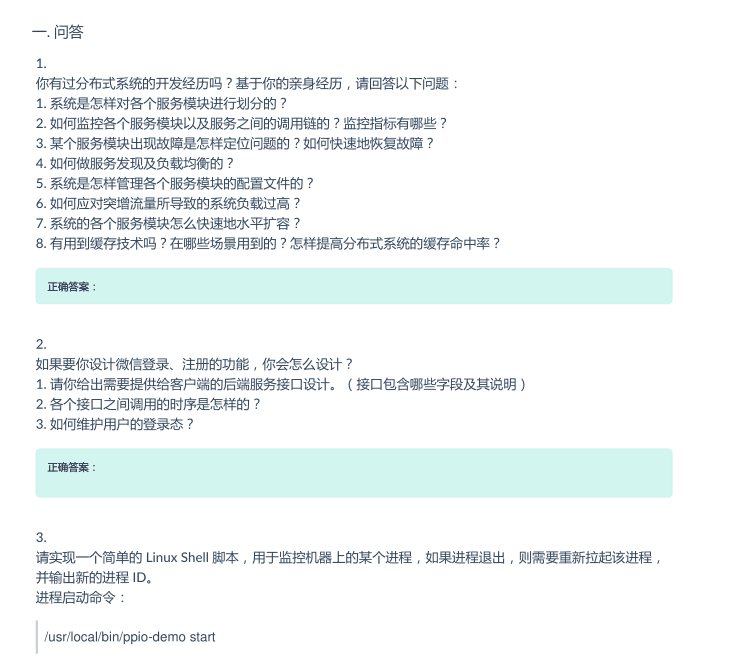 一. 问答
1.
你有过分布式系统的开发经历吗？基于你的亲身经历，请回答以下问题：
1. 系统是怎样对各个服务模块进行划分的？
2. 如何监控各个服务模块以及服务之间的调用链的？监控指标有哪些？
3. 某个服务模块出现故障是怎样定位问题的？如何快速地恢复故障？
4. 如何做服务发现及负载均衡的？
5. 系统是怎样管理各个服务模块的配置文件的？
6. 如何应对突增流量所导致的系统负载过高？
7. 系统的各个服务模块怎么快速地水平扩容？
8. 有用到缓存技术吗？在哪些场景用到的？怎样提高分布式系统的缓存命中率？
正确答案：
2.
如果要你设计微信登录、注册的功能，你会怎么设计？
1. 请你给出需要提供给客户端的后端服务接口设计。（接口包含哪些字段及其说明）
2. 各个接口之间调用的时序是怎样的？
3. 如何维护用户的登录态？
正确答案：
3.
请实现一个简单的 Linux Shell 脚本，用于监控机器上的某个进程，如果进程退出，则需要重新拉起该进程，
并输出新的进程 ID。
进程启动命令：
/usr/local/bin/ppio-demo start